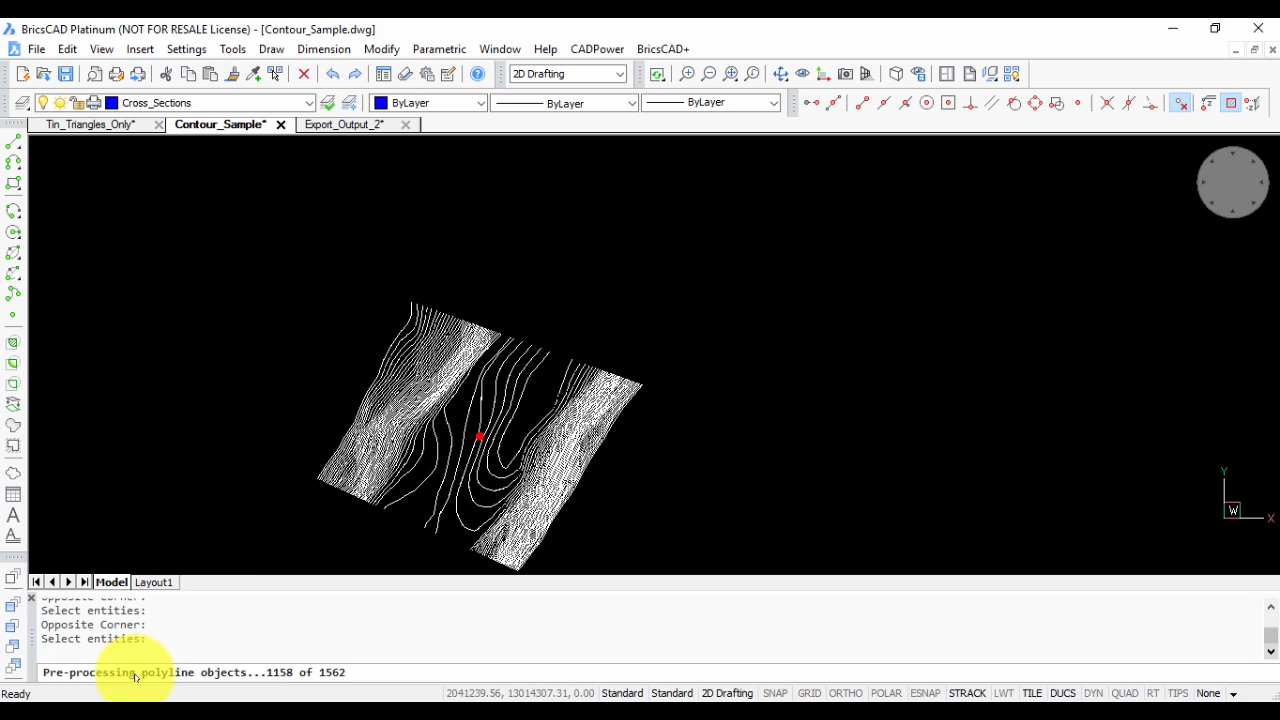 BricsCAD Platinum (NOT FOR RESALE License) - [Contour_Sample.dwg]
File Edit View Insert Settings Tools Draw Dimension Modify Parametric Window Help CADPower BricsCAD+
2D Drafting
Cross_Sections ByLayer ByLayer ByLayer
Tin_Triangles_Only* Contour_Sample* Export_Output_2*
Y
W
X
Model Layout1
Opposite Corner:
Select entities:
Opposite Corner:
Select entities:
Pre-processing polyline objects...1158 of 1562
Ready 2041239.56, 13014307.31, 0.00 Standard Standard 2D Drafting SNAP GRID ORTHO POLAR ESNAP STRACK LWT TILE DUCS DYN QUAD RT TIPS None